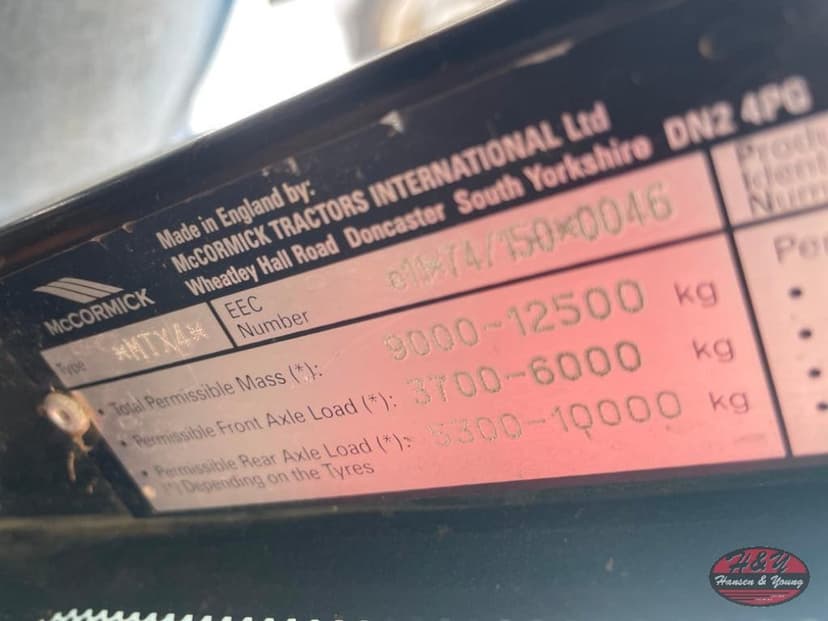 Made in England by:
McCORMICK TRACTORS INTERNATIONAL Ltd
Wheatley Hall Road Doncaster South Yorkshire DN2 4PG
McCORMICK
Type *MTX4*
EEC Number e11*74/150*0046
• Total Permissible Mass (*): 9000-12500 kg
• Permissible Front Axle Load (*): 3700-6000 kg
• Permissible Rear Axle Load (*): 5300-10000 kg
(*) Depending on the Tyres
H&Y
Hansen & Young